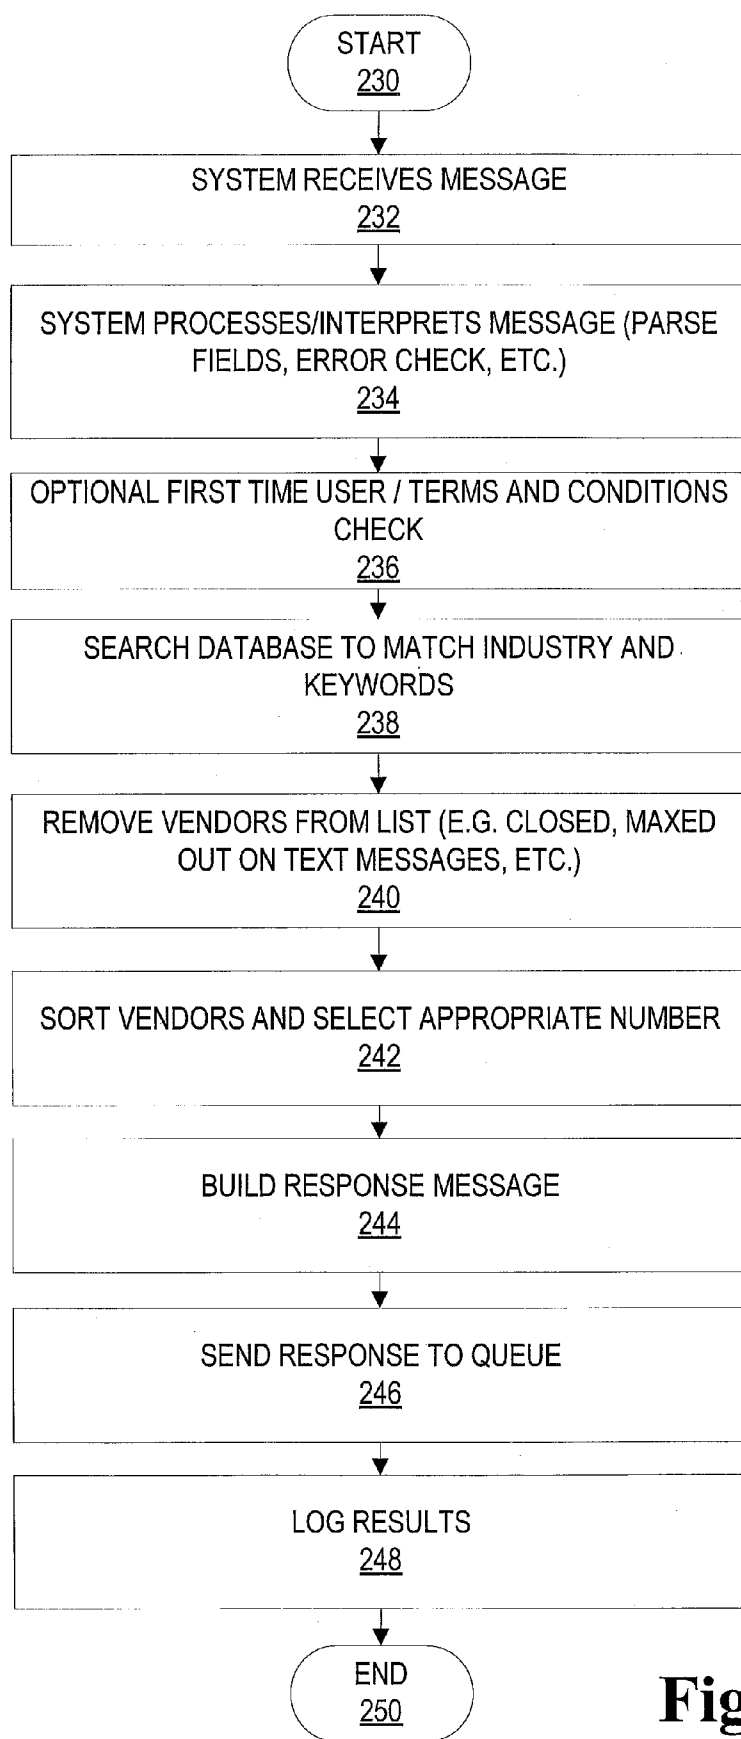 START
230
SYSTEM RECEIVES MESSAGE
232
SYSTEM PROCESSES/INTERPRETS MESSAGE (PARSE
FIELDS, ERROR CHECK, ETC.)
234
OPTIONAL FIRST TIME USER / TERMS AND CONDITIONS
CHECK
236
SEARCH DATABASE TO MATCH INDUSTRY AND
KEYWORDS
238
REMOVE VENDORS FROM LIST (E.G. CLOSED, MAXED
OUT ON TEXT MESSAGES, ETC.)
240
SORT VENDORS AND SELECT APPROPRIATE NUMBER
242
BUILD RESPONSE MESSAGE
244
SEND RESPONSE TO QUEUE
246
LOG RESULTS
248
END
250
Fig